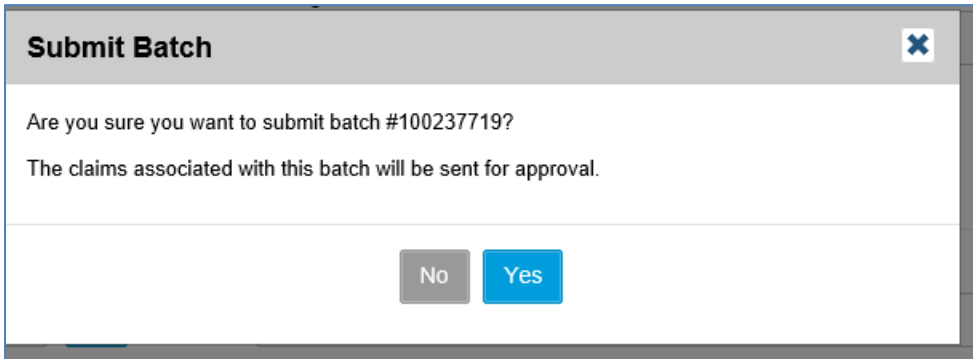 Submit Batch
Are you sure you want to submit batch #100237719?
The claims associated with this batch will be sent for approval.
No Yes